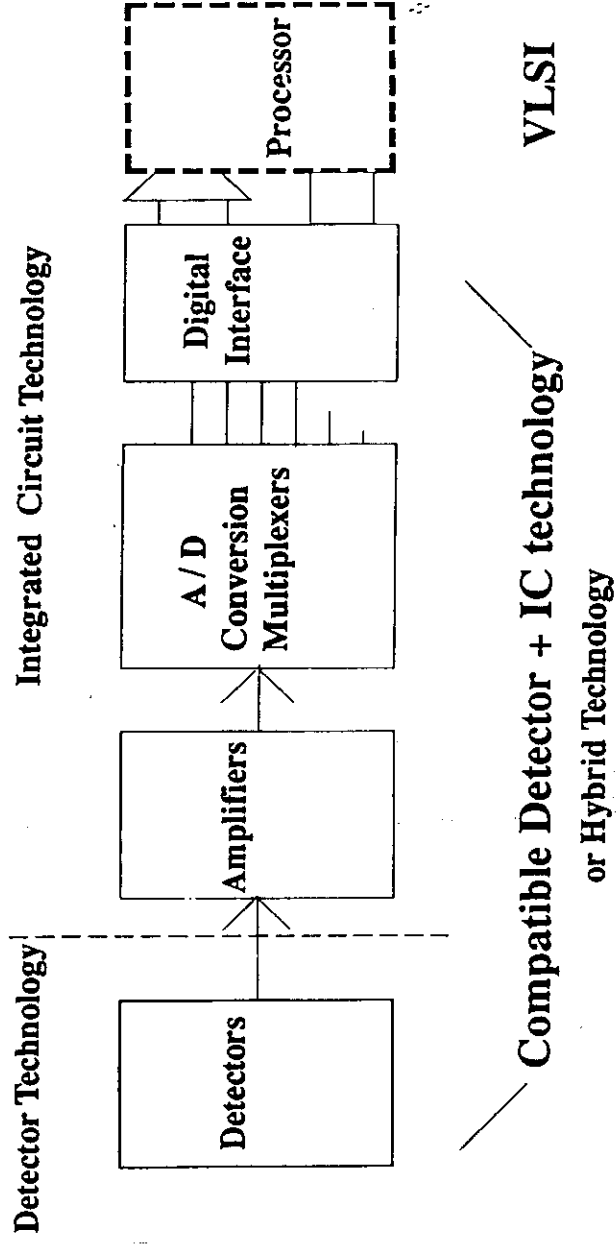 Detector Technology
Integrated Circuit Technology
Detectors
Amplifiers
A / D
Conversion
Multiplexers
Digital
Interface
Processor
Compatible Detector + IC technology
or Hybrid Technology
VLSI